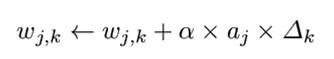 w_{j,k} ← w_{j,k} + α × a_j × Δ_k